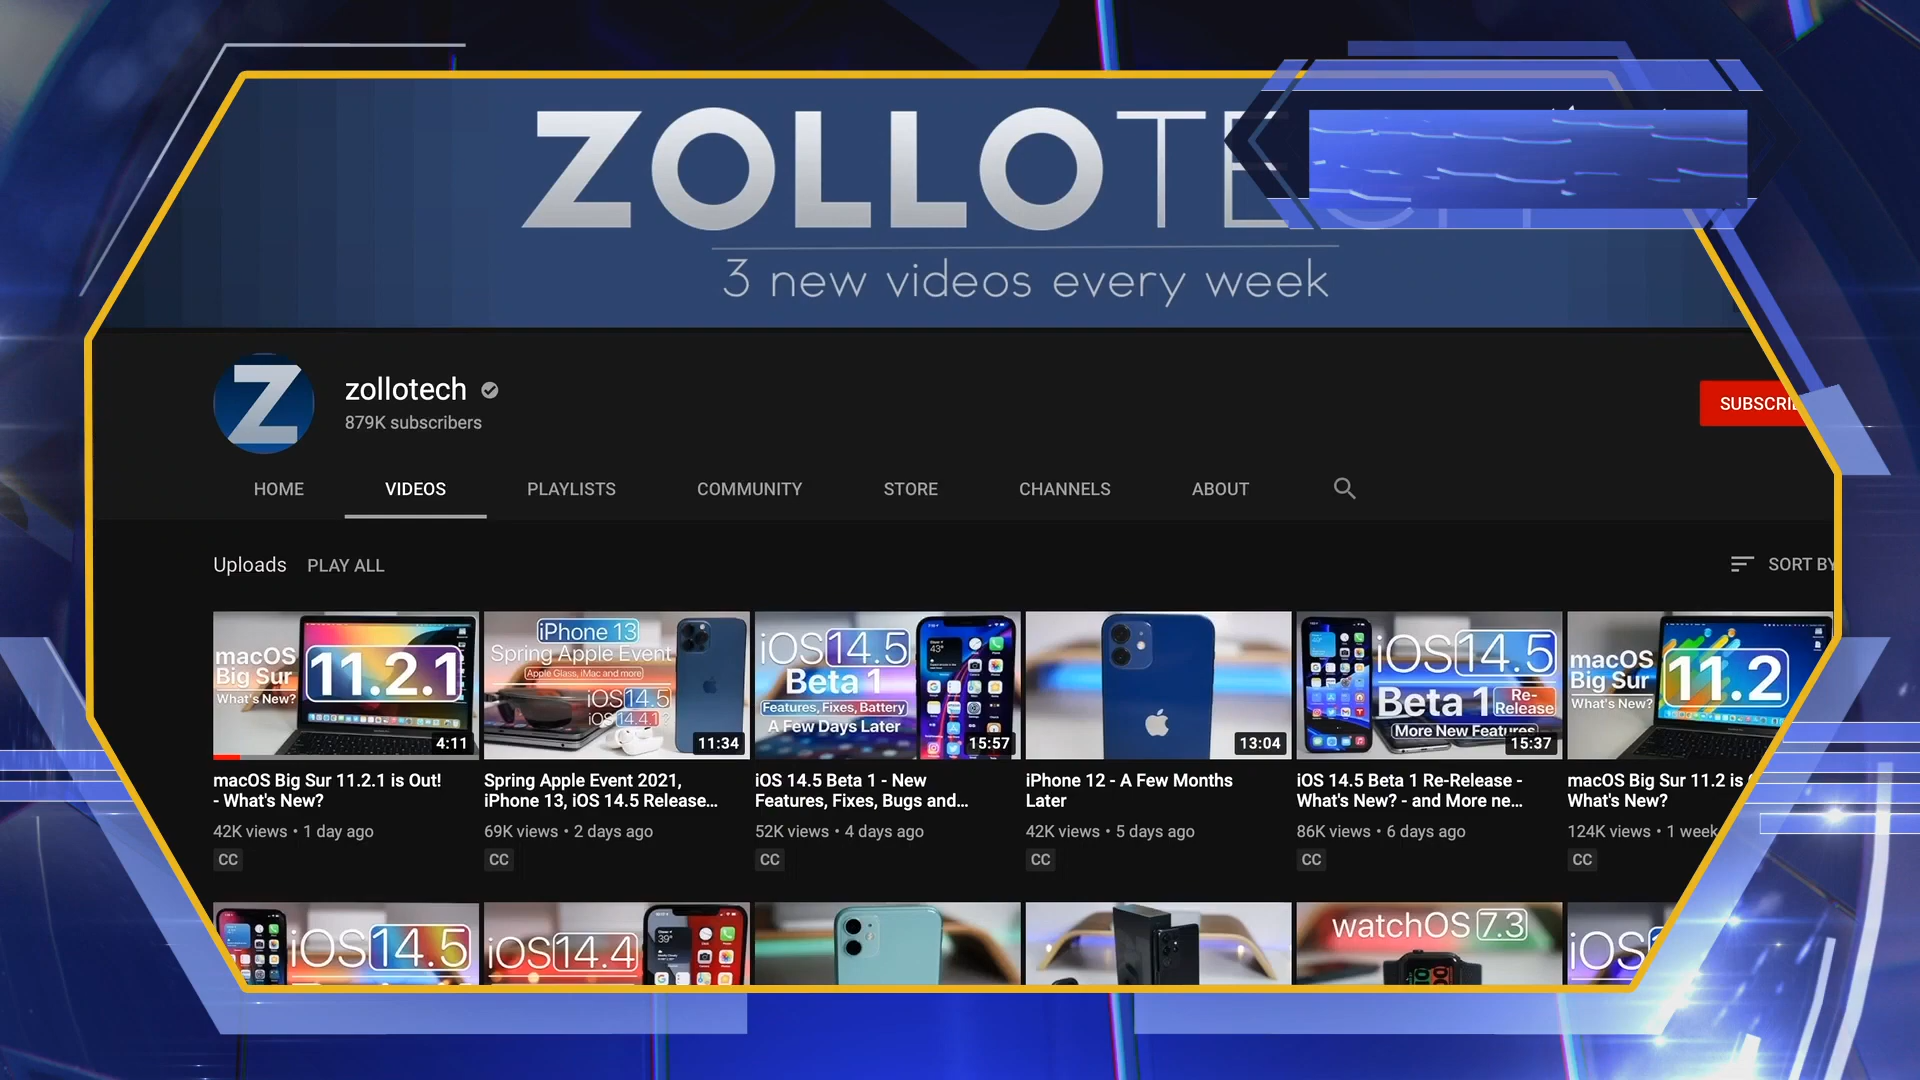 ZOLLOTECH
3 new videos every week
zollotech
879K subscribers
SUBSCRIB
HOME VIDEOS PLAYLISTS COMMUNITY STORE CHANNELS ABOUT
Uploads PLAY ALL
SORT BY
macOS
Big Sur
What's New?
11.2.1
4:11
iPhone 13
Spring Apple Event
Apple Glass, iMac and more
iOS 14.5
iOS 14.4.1?
11:34
iOS 14.5
Beta 1
Features, Fixes, Battery
A Few Days Later
15:57
13:04
iOS 14.5
Beta 1
Re-Release
More New Features
15:37
macOS
Big Sur
What's New?
11.2
macOS Big Sur 11.2.1 is Out!
- What's New?
42K views • 1 day ago
CC
Spring Apple Event 2021,
iPhone 13, iOS 14.5 Release...
69K views • 2 days ago
CC
iOS 14.5 Beta 1 - New
Features, Fixes, Bugs and...
52K views • 4 days ago
CC
iPhone 12 - A Few Months
Later
42K views • 5 days ago
CC
iOS 14.5 Beta 1 Re-Release -
What's New? - and More ne...
86K views • 6 days ago
CC
macOS Big Sur 11.2 is
What's New?
124K views • 1 week
CC
iOS 14.5
iOS 14.4
watchOS 7.3
iOS